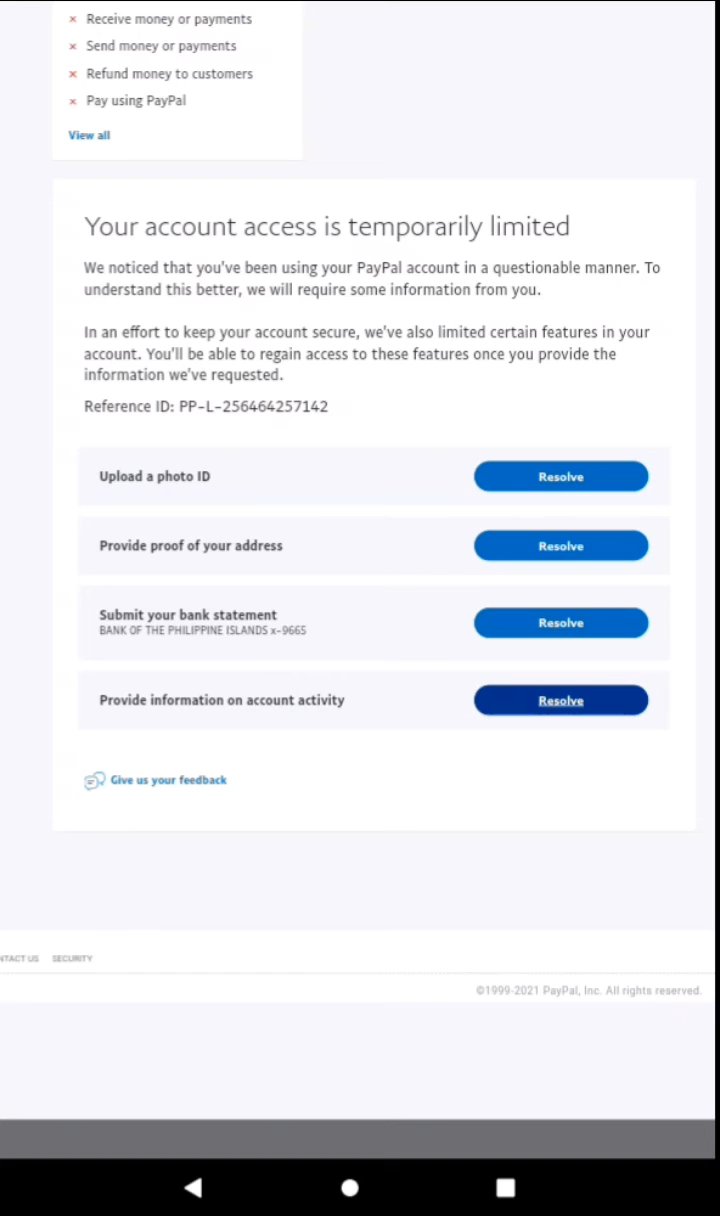 × Receive money or payments
× Send money or payments
× Refund money to customers
× Pay using PayPal
View all
Your account access is temporarily limited
We noticed that you've been using your PayPal account in a questionable manner. To
understand this better, we will require some information from you.
In an effort to keep your account secure, we've also limited certain features in your
account. You'll be able to regain access to these features once you provide the
information we've requested.
Reference ID: PP-L-256464257142
Upload a photo ID Resolve
Provide proof of your address Resolve
Submit your bank statement
BANK OF THE PHILIPPINE ISLANDS x-9665 Resolve
Provide information on account activity Resolve
Give us your feedback
NTACT US SECURITY
©1999-2021 PayPal, Inc. All rights reserved.